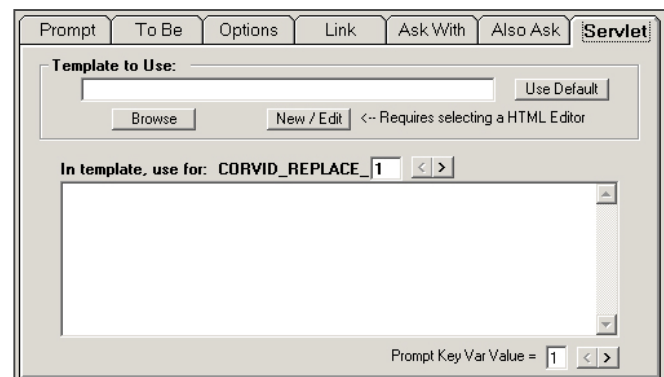 Prompt To Be Options Link Ask With Also Ask Servlet
Template to Use:
Use Default
Browse New / Edit <-- Requires selecting a HTML Editor
In template, use for: CORVID_REPLACE_ 1 < >
Prompt Key Var Value = 1 < >